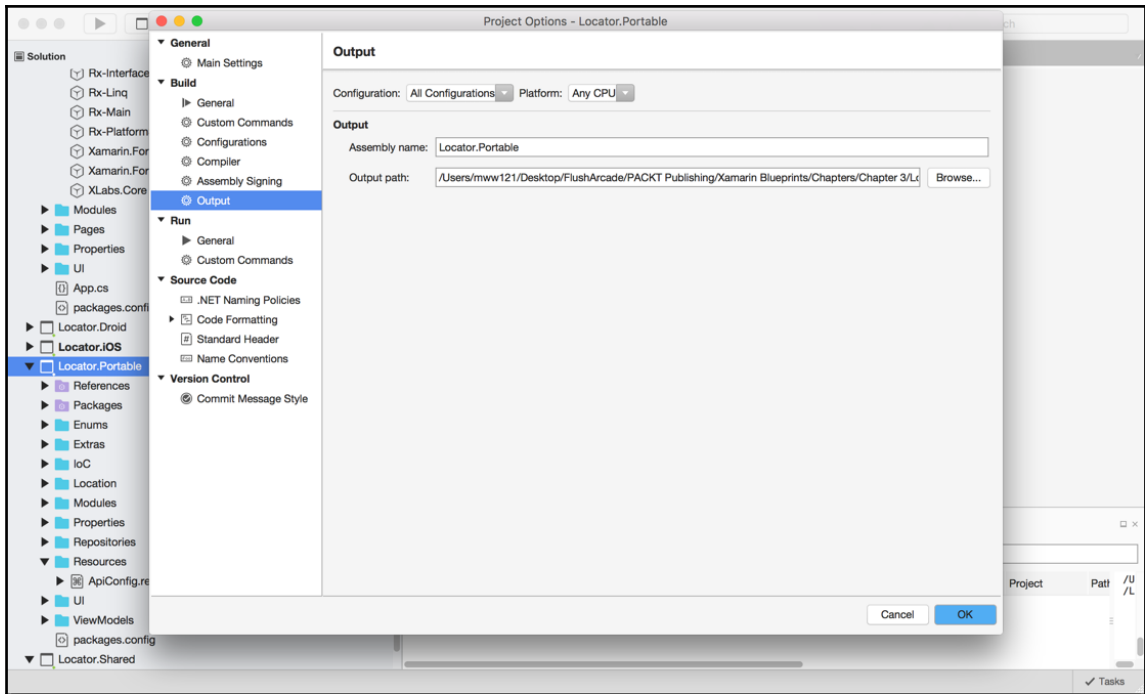 Project Options - Locator.Portable
ch
Solution
Rx-Interface
Rx-Linq
Rx-Main
Rx-Platform
Xamarin.For
Xamarin.For
XLabs.Core
Modules
Pages
Properties
UI
App.cs
packages.confi
Locator.Droid
Locator.iOS
Locator.Portable
References
Packages
Enums
Extras
IoC
Location
Modules
Properties
Repositories
Resources
ApiConfig.re
UI
ViewModels
packages.config
Locator.Shared
General
Main Settings
Build
General
Custom Commands
Configurations
Compiler
Assembly Signing
Output
Run
General
Custom Commands
Source Code
.NET Naming Policies
Code Formatting
Standard Header
Name Conventions
Version Control
Commit Message Style
Output
Configuration: All Configurations Platform: Any CPU
Output
Assembly name: Locator.Portable
Output path: /Users/mww121/Desktop/FlushArcade/PACKT Publishing/Xamarin Blueprints/Chapters/Chapter 3/Lo Browse...
Cancel OK
Project Path /U
/L
Tasks